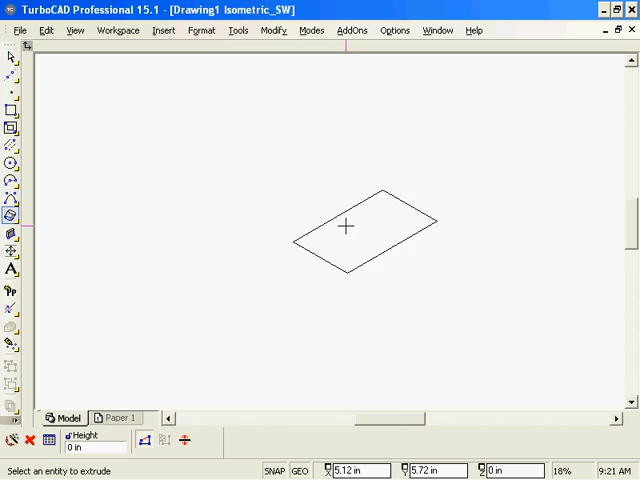 TurboCAD Professional 15.1 - [Drawing1 Isometric_SW]
File Edit View Workspace Insert Format Tools Modify Modes AddOns Options Window Help
A
Model Paper 1
Height
0 in
Select an entity to extrude SNAP GEO X 5.12 in Y 5.72 in Z 0 in 18% 9:21 AM